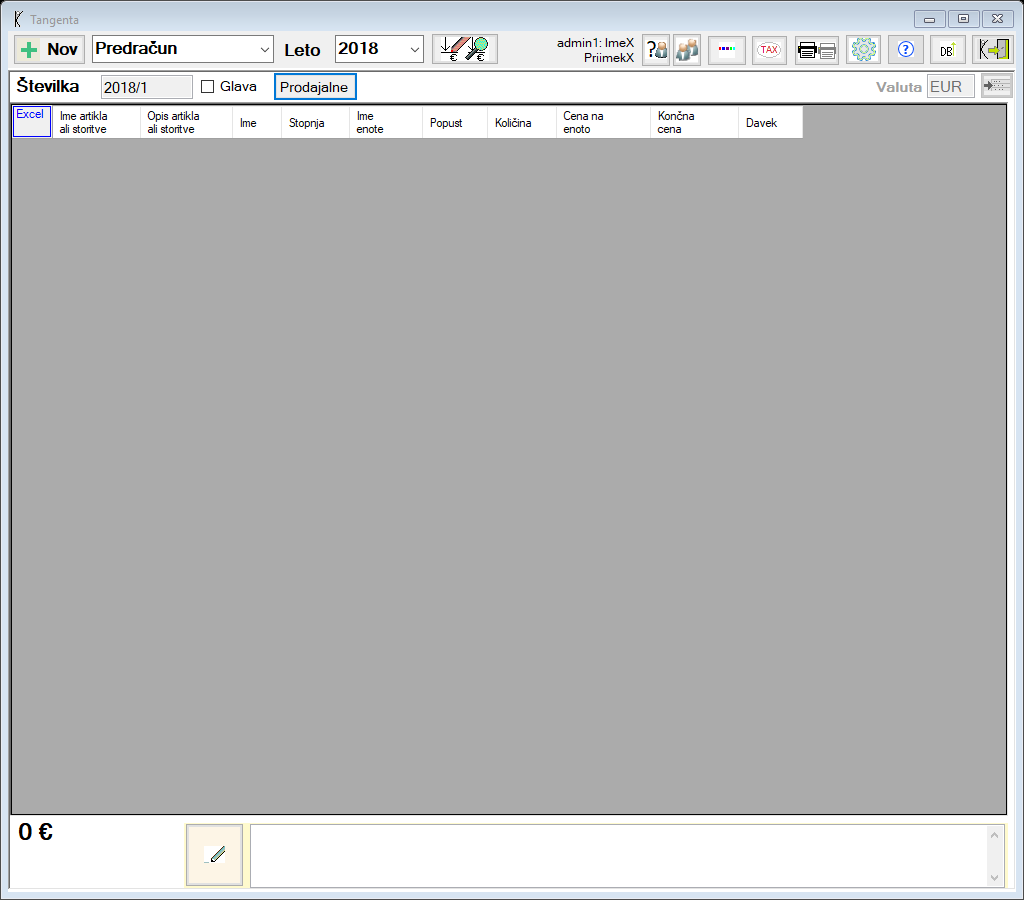 Tangenta
Nov
Predračun
Leto
2018
admin1: ImeX
PriimekX
?
TAX
?
DB
Številka
2018/1
Glava
Prodajalne
Valuta
EUR
Excel
Ime artikla
ali storitve
Opis artikla
ali storitve
Ime
Stopnja
Ime
enote
Popust
Količina
Cena na
enoto
Končna
cena
Davek
0 €